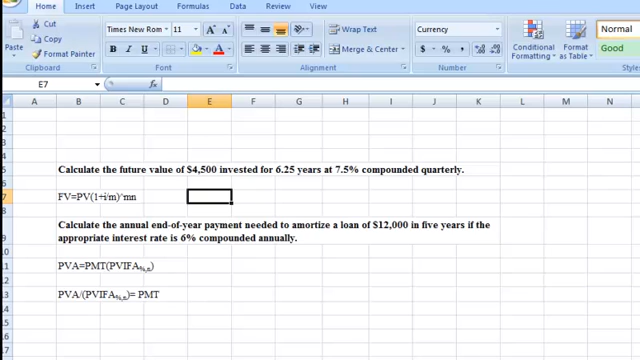 Home Insert Page Layout Formulas Data Review View
Cut
Copy
Paste
Format Painter
Clipboard
Times New Rom 11
B I U
Font
Wrap Text
Merge & Center
Alignment
Currency
$ % ,
Number
Conditional Formatting
Format as Table
Normal
Good
Styles
E7 fx
A B C D E F G H I J K L M N
1
2
3
4
5 Calculate the future value of $4,500 invested for 6.25 years at 7.5% compounded quarterly.
6
7 FV=PV(1+i/m)^mn
8
Calculate the annual end-of-year payment needed to amortize a loan of $12,000 in five years if the
9 appropriate interest rate is 6% compounded annually.
10
11 PVA=PMT(PVIFA%,n)
12
13 PVA/(PVIFA%,n)= PMT
14
15
16
17